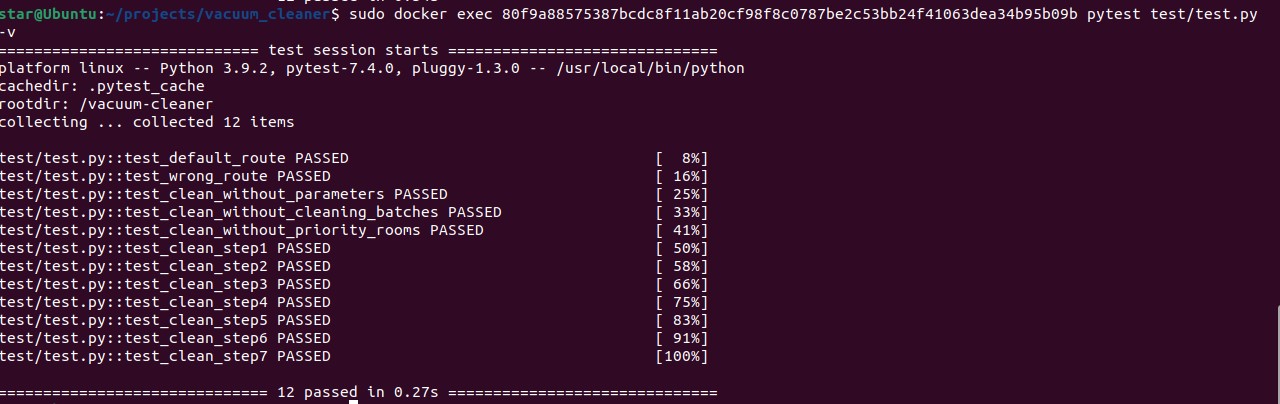 12 passed in 0.34s
star@Ubuntu:~/projects/vacuum_cleaner$ sudo docker exec 80f9a88575387bcdc8f11ab20cf98f8c0787be2c53bb24f41063dea34b95b09b pytest test/test.py
-v
============================= test session starts ==============================
platform linux -- Python 3.9.2, pytest-7.4.0, pluggy-1.3.0 -- /usr/local/bin/python
cachedir: .pytest_cache
rootdir: /vacuum-cleaner
collecting ... collected 12 items
test/test.py::test_default_route PASSED [  8%]
test/test.py::test_wrong_route PASSED [ 16%]
test/test.py::test_clean_without_parameters PASSED [ 25%]
test/test.py::test_clean_without_cleaning_batches PASSED [ 33%]
test/test.py::test_clean_without_priority_rooms PASSED [ 41%]
test/test.py::test_clean_step1 PASSED [ 50%]
test/test.py::test_clean_step2 PASSED [ 58%]
test/test.py::test_clean_step3 PASSED [ 66%]
test/test.py::test_clean_step4 PASSED [ 75%]
test/test.py::test_clean_step5 PASSED [ 83%]
test/test.py::test_clean_step6 PASSED [ 91%]
test/test.py::test_clean_step7 PASSED [100%]
============================== 12 passed in 0.27s ==============================